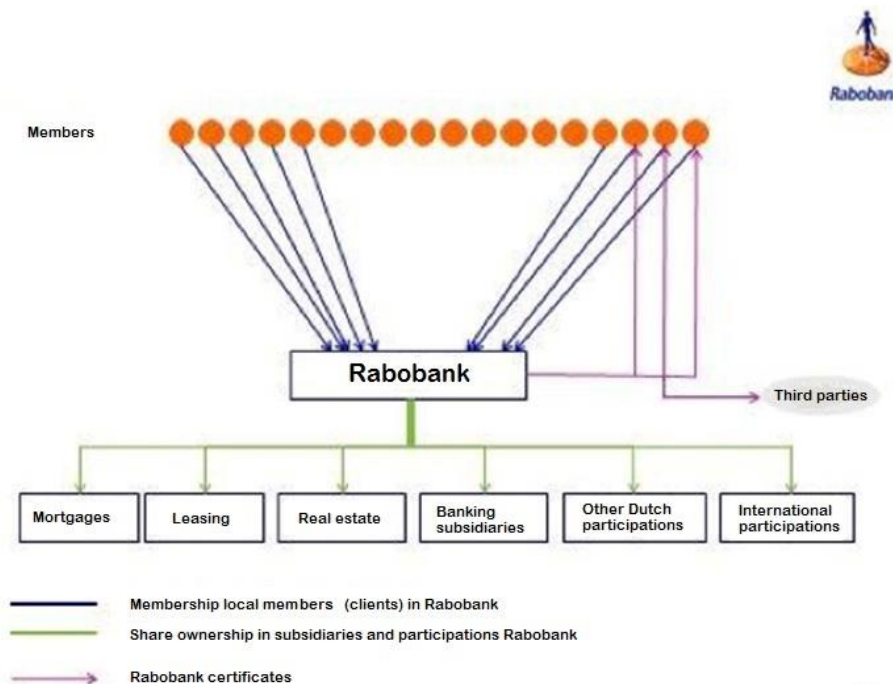 Raboban
Members
Rabobank
Third parties
Mortgages
Leasing
Real estate
Banking
subsidiaries
Other Dutch
participations
International
participations
Membership local members (clients) in Rabobank
Share ownership in subsidiaries and participations Rabobank
Rabobank certificates